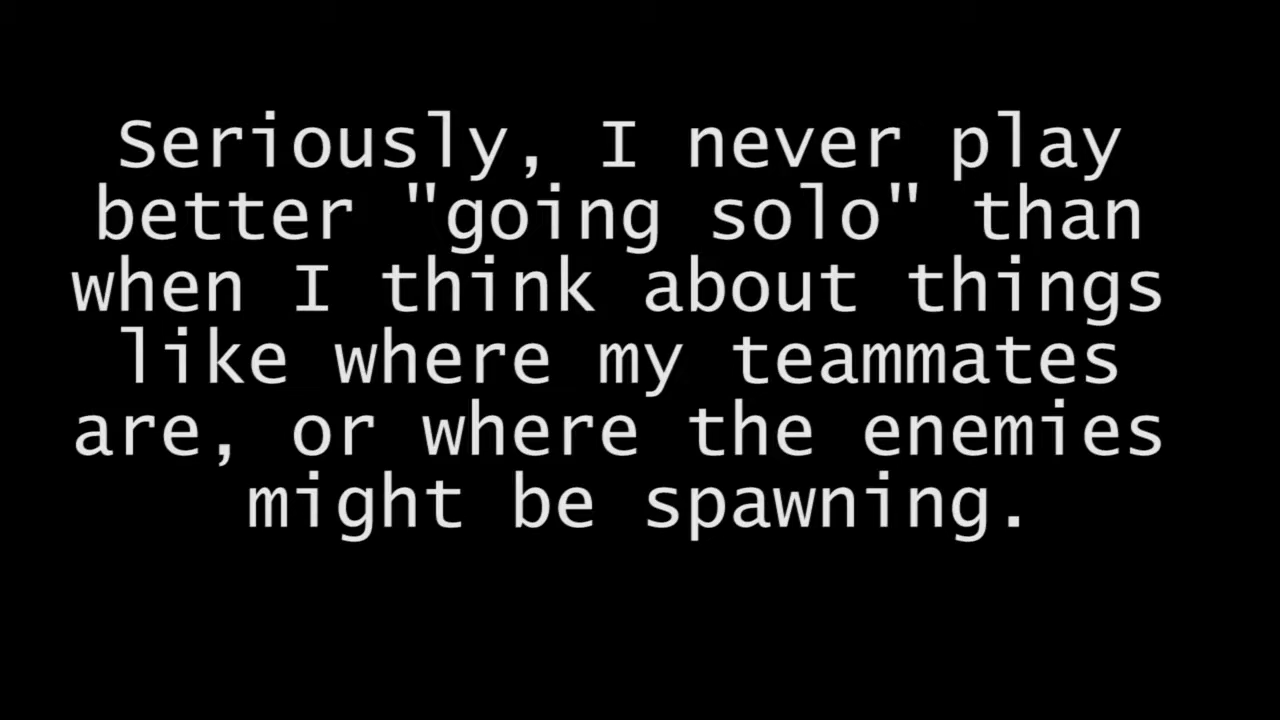 Seriously, I never play
better "going solo" than
when I think about things
like where my teammates
are, or where the enemies
might be spawning.